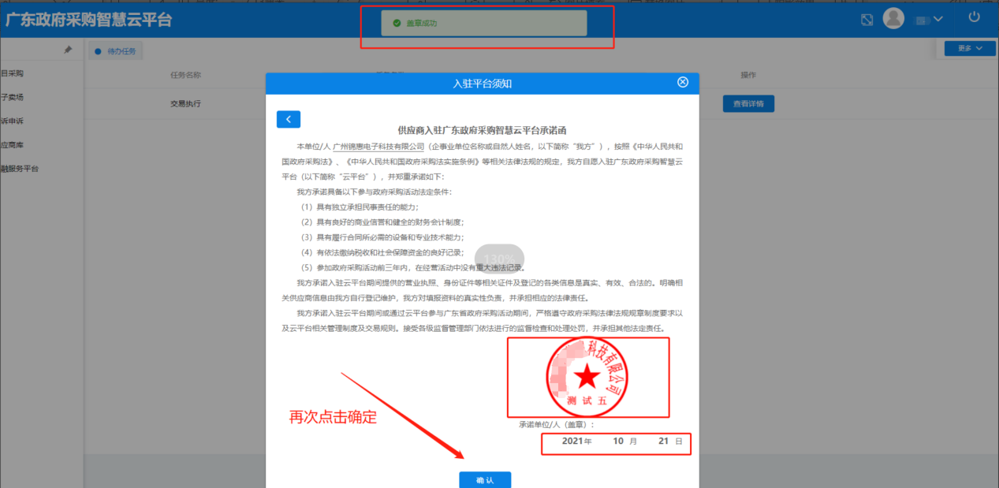 广东政府采购智慧云平台
盖章成功
待办任务
更多
目采购
子卖场
诉申诉
应商库
融服务平台
任务名称
操作
交易执行
查看详情
入驻平台须知
供应商入驻广东政府采购智慧云平台承诺函
本单位/人 广州锦惠电子科技有限公司（企事业单位名称或自然人姓名，以下简称“我方”），按照《中华人民共和
国政府采购法》、《中华人民共和国政府采购法实施条例》等相关法律法规的规定，我方自愿入驻广东政府采购智慧云
平台（以下简称“云平台”），并郑重承诺如下：
我方承诺具备以下参与政府采购活动法定条件：
（1）具有独立承担民事责任的能力；
（2）具有良好的商业信誉和健全的财务会计制度；
（3）具有履行合同所必需的设备和专业技术能力；
（4）有依法缴纳税收和社会保障资金的良好记录；
（5）参加政府采购活动前三年内，在经营活动中没有重大违法记录。
130%
我方承诺入驻云平台期间提供的营业执照、身份证件等相关证件及登记的各类信息是真实、有效、合法的。明确相
关供应商信息由我方自行登记维护，我方对填报资料的真实性负责，并承担相应的法律责任。
我方承诺入驻云平台期间或通过云平台参与广东省政府采购活动期间，严格遵守政府采购法律法规规章制度要求以
及云平台相关管理制度及交易规则。接受各级监督管理部门依法进行的监督检查和处理处罚，并承担其他法定责任。
科技有限公司
测试五
再次点击确定
承诺单位/人（盖章）：
2021年 10 月 21 日
确 认